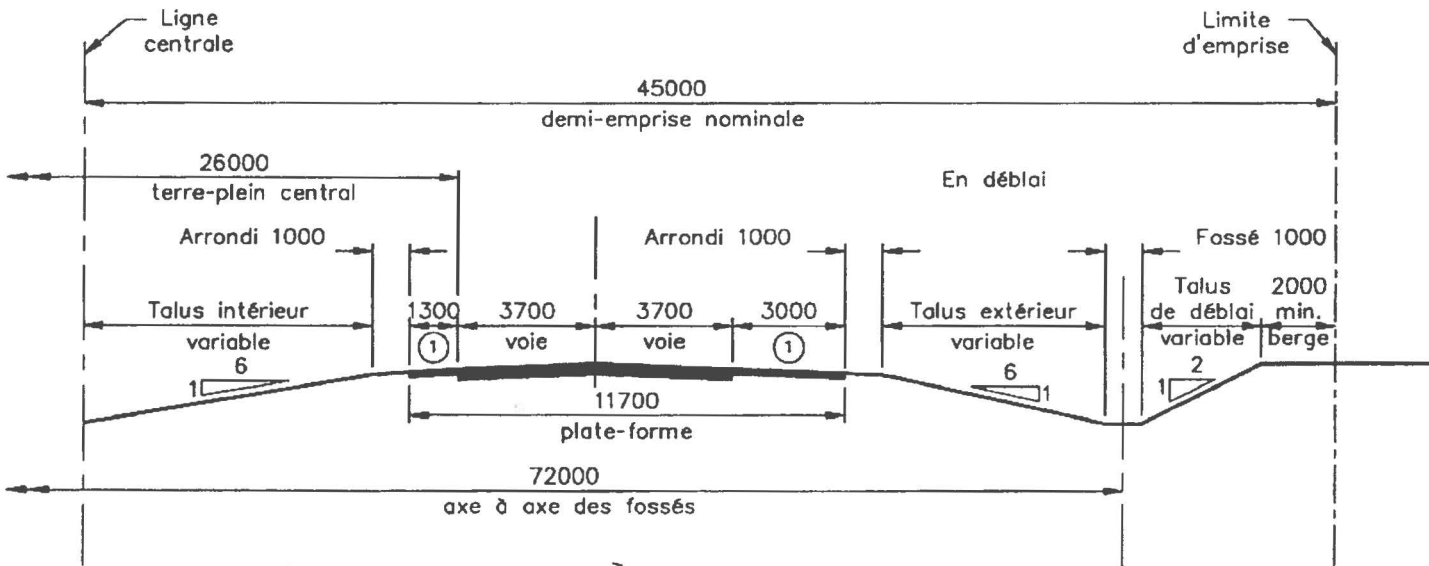 Ligne
centrale
Limite
d'emprise
45000
demi-emprise nominale
26000
terre-plein central
En déblai
Arrondi 1000
Arrondi 1000
Fossé 1000
Talus intérieur
variable
1300
1
3700
voie
3700
voie
3000
1
Talus extérieur
variable
Talus
de déblai
variable
2000
min.
berge
1
6
6
1
1
2
11700
plate-forme
72000
axe à axe des fossés